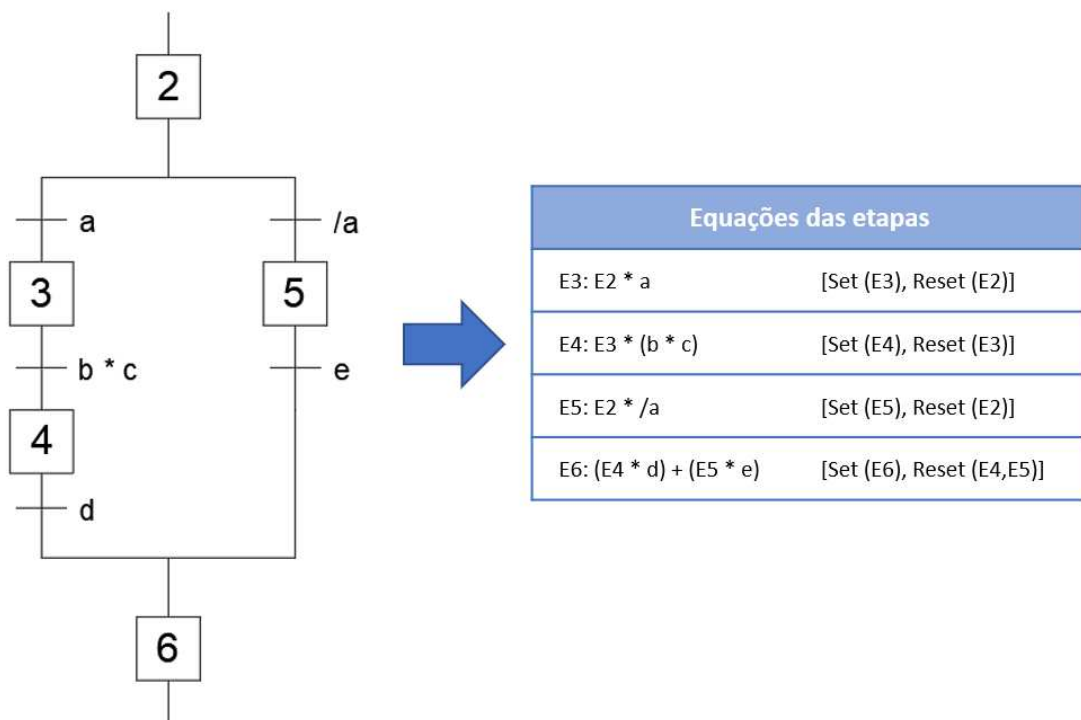 2
a
/a
3
5
b * c
e
4
d
6
Equações das etapas
E3: E2 * a [Set (E3), Reset (E2)]
E4: E3 * (b * c) [Set (E4), Reset (E3)]
E5: E2 * /a [Set (E5), Reset (E2)]
E6: (E4 * d) + (E5 * e) [Set (E6), Reset (E4,E5)]